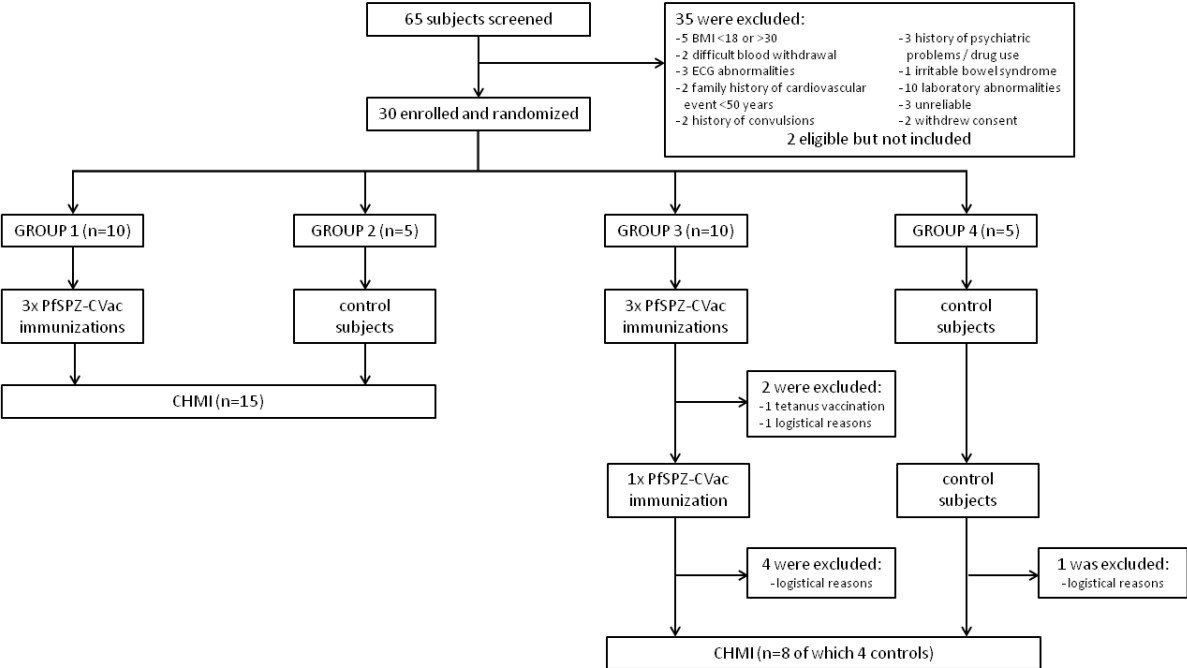 65 subjects screened
35 were excluded:
-5 BMI <18 or >30
-2 difficult blood withdrawal
-3 ECG abnormalities
-2 family history of cardiovascular
event <50 years
-2 history of convulsions
-3 history of psychiatric
problems / drug use
-1 irritable bowel syndrome
-10 laboratory abnormalities
-3 unreliable
-2 withdrew consent
2 eligible but not included
30 enrolled and randomized
GROUP 1 (n=10)
GROUP 2 (n=5)
GROUP 3 (n=10)
GROUP 4 (n=5)
3x PfSPZ-CVac
immunizations
control
subjects
3x PfSPZ-CVac
immunizations
control
subjects
CHMI (n=15)
2 were excluded:
-1 tetanus vaccination
-1 logistical reasons
1x PfSPZ-CVac
immunization
control
subjects
4 were excluded:
-logistical reasons
1 was excluded:
-logistical reasons
CHMI (n=8 of which 4 controls)